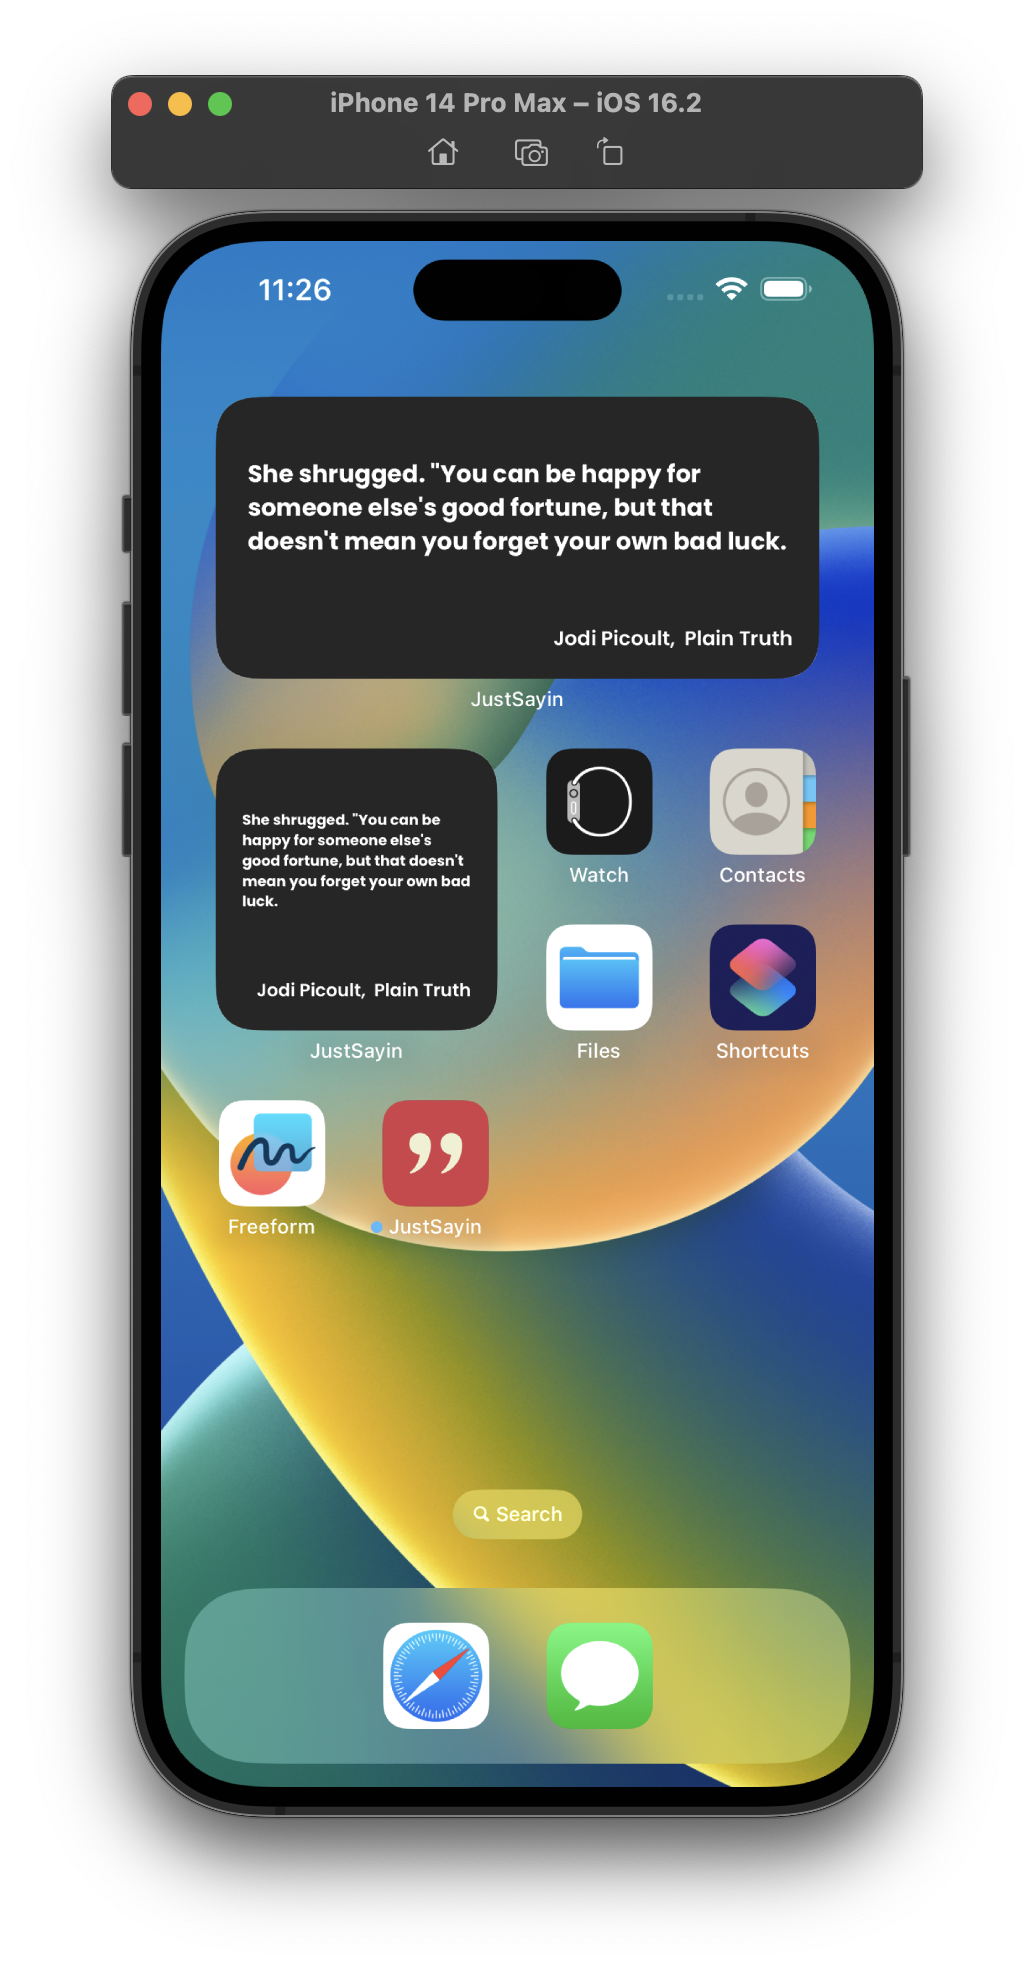 iPhone 14 Pro Max – iOS 16.2
11:26
She shrugged. "You can be happy for
someone else's good fortune, but that
doesn't mean you forget your own bad luck.
Jodi Picoult,  Plain Truth
JustSayin
She shrugged. "You can be
happy for someone else's
good fortune, but that doesn't
mean you forget your own bad
luck.
Jodi Picoult,  Plain Truth
JustSayin
Watch
Contacts
Files
Shortcuts
Freeform
JustSayin
Search